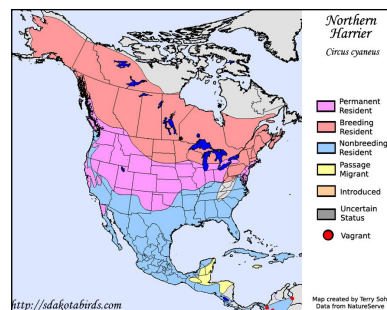 Northern
Harrier
Circus cyaneus
Permanent
Resident
Breeding
Resident
Nonbreeding
Resident
Passage
Migrant
Introduced
Uncertain
Status
Vagrant
http://sdakotabirds.com
Map created by Terry Soh
Data from NatureServe